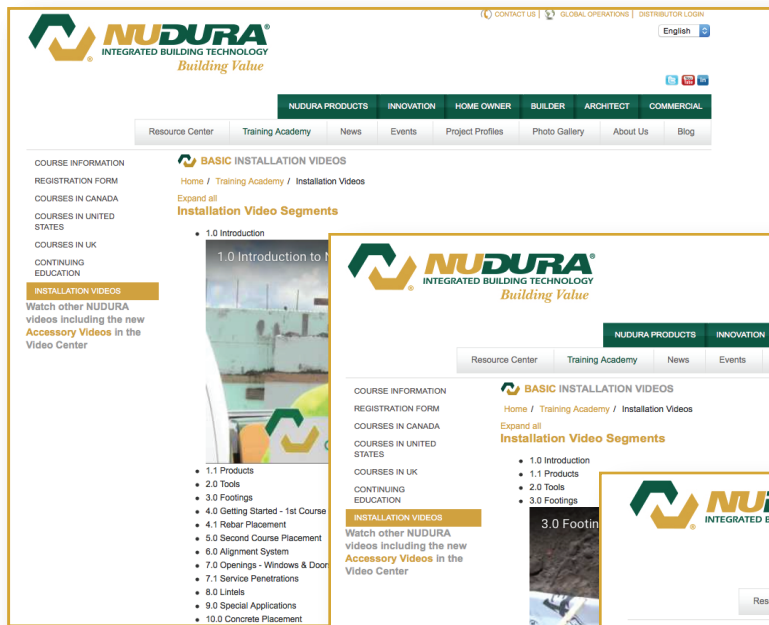 CONTACT US | GLOBAL OPERATIONS | DISTRIBUTOR LOGIN
English
NUDURA®
INTEGRATED BUILDING TECHNOLOGY
Building Value
NUDURA PRODUCTS INNOVATION HOME OWNER BUILDER ARCHITECT COMMERCIAL
Resource Center Training Academy News Events Project Profiles Photo Gallery About Us Blog
COURSE INFORMATION
REGISTRATION FORM
COURSES IN CANADA
COURSES IN UNITED
STATES
COURSES IN UK
CONTINUING
EDUCATION
INSTALLATION VIDEOS
Watch other NUDURA
videos including the new
Accessory Videos in the
Video Center
BASIC INSTALLATION VIDEOS
Home / Training Academy / Installation Videos
Expand all
Installation Video Segments
1.0 Introduction
1.0 Introduction to
1.1 Products
2.0 Tools
3.0 Footings
4.0 Getting Started - 1st Course
4.1 Rebar Placement
5.0 Second Course Placement
6.0 Alignment System
7.0 Openings - Windows & Doo
7.1 Service Penetrations
8.0 Lintels
9.0 Special Applications
10.0 Concrete Placement
NUDURA®
INTEGRATED BUILDING TECHNOLOGY
Building Value
NUDURA PRODUCTS INNOVATION
Resource Center Training Academy News Events
COURSE INFORMATION
REGISTRATION FORM
COURSES IN CANADA
COURSES IN UNITED
STATES
COURSES IN UK
CONTINUING
EDUCATION
INSTALLATION VIDEOS
Watch other NUDURA
videos including the new
Accessory Videos in the
Video Center
BASIC INSTALLATION VIDEOS
Home / Training Academy / Installation Videos
Expand all
Installation Video Segments
1.0 Introduction
1.1 Products
2.0 Tools
3.0 Footings
3.0 Footin
NU
INTEGRATED B
Res